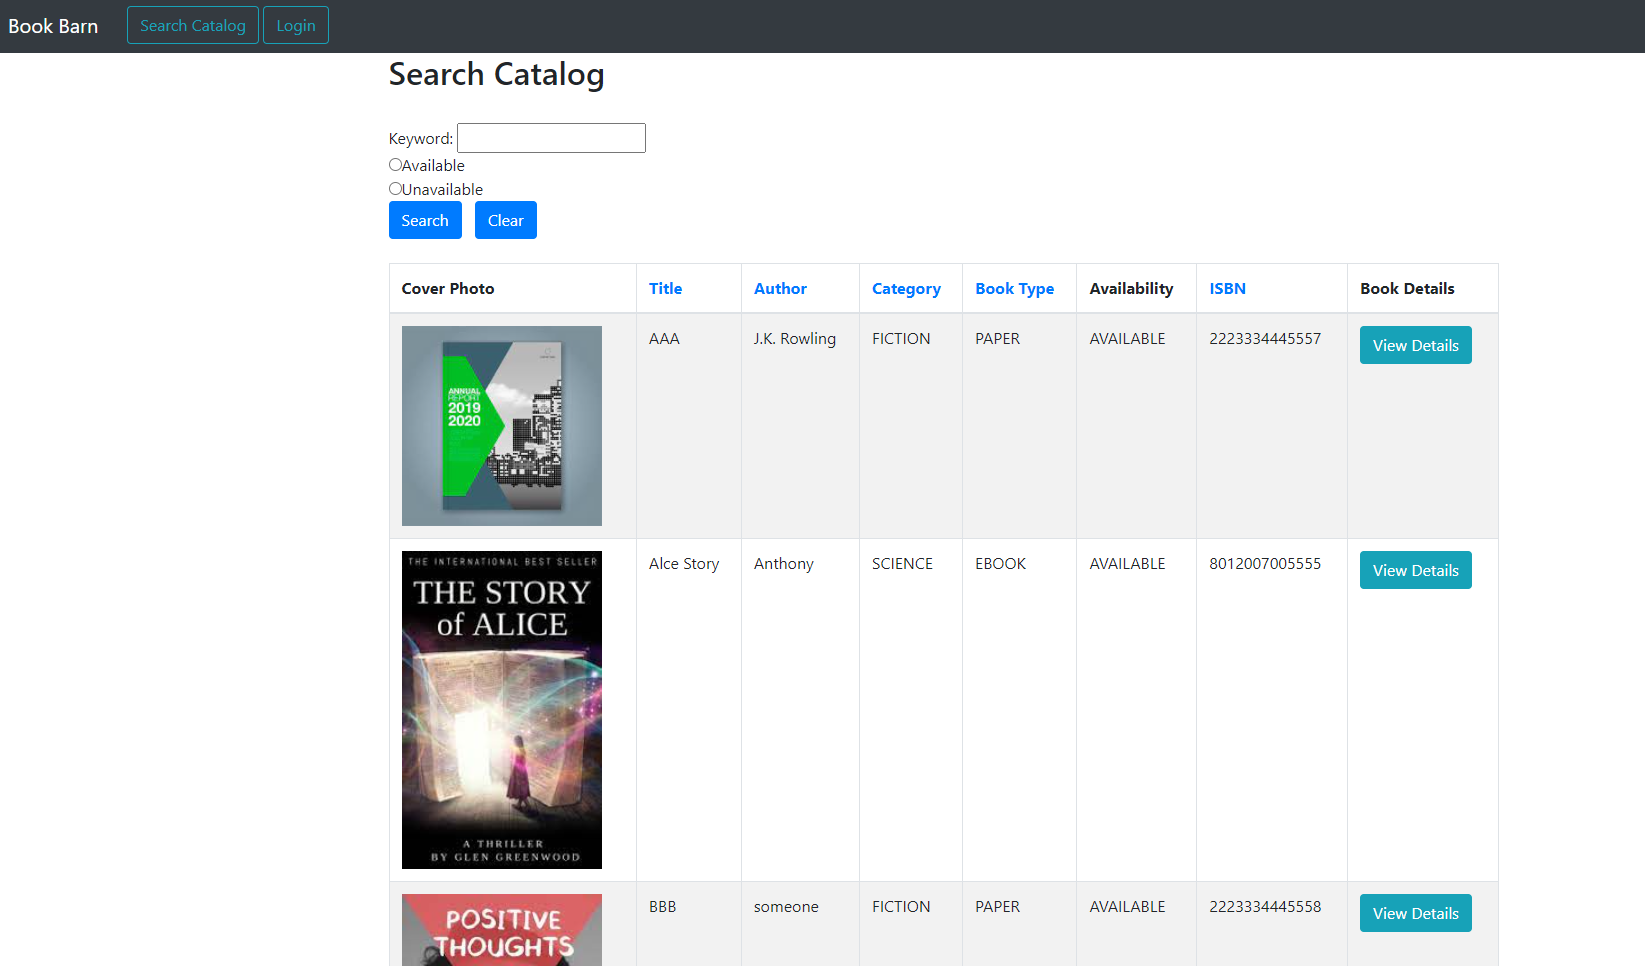 Book Barn Search Catalog Login
Search Catalog
Keyword:
Available
Unavailable
Search Clear
Cover Photo Title Author Category Book Type Availability ISBN Book Details
AAA J.K. Rowling FICTION PAPER AVAILABLE 2223334445557 View Details
ANNUAL
REPORT
2019
2020
Alce Story Anthony SCIENCE EBOOK AVAILABLE 8012007005555 View Details
THE INTERNATIONAL BEST SELLER
THE STORY
of ALICE
A THRILLER
BY GLEN GREENWOOD
BBB someone FICTION PAPER AVAILABLE 2223334445558 View Details
POSITIVE
THOUGHTS